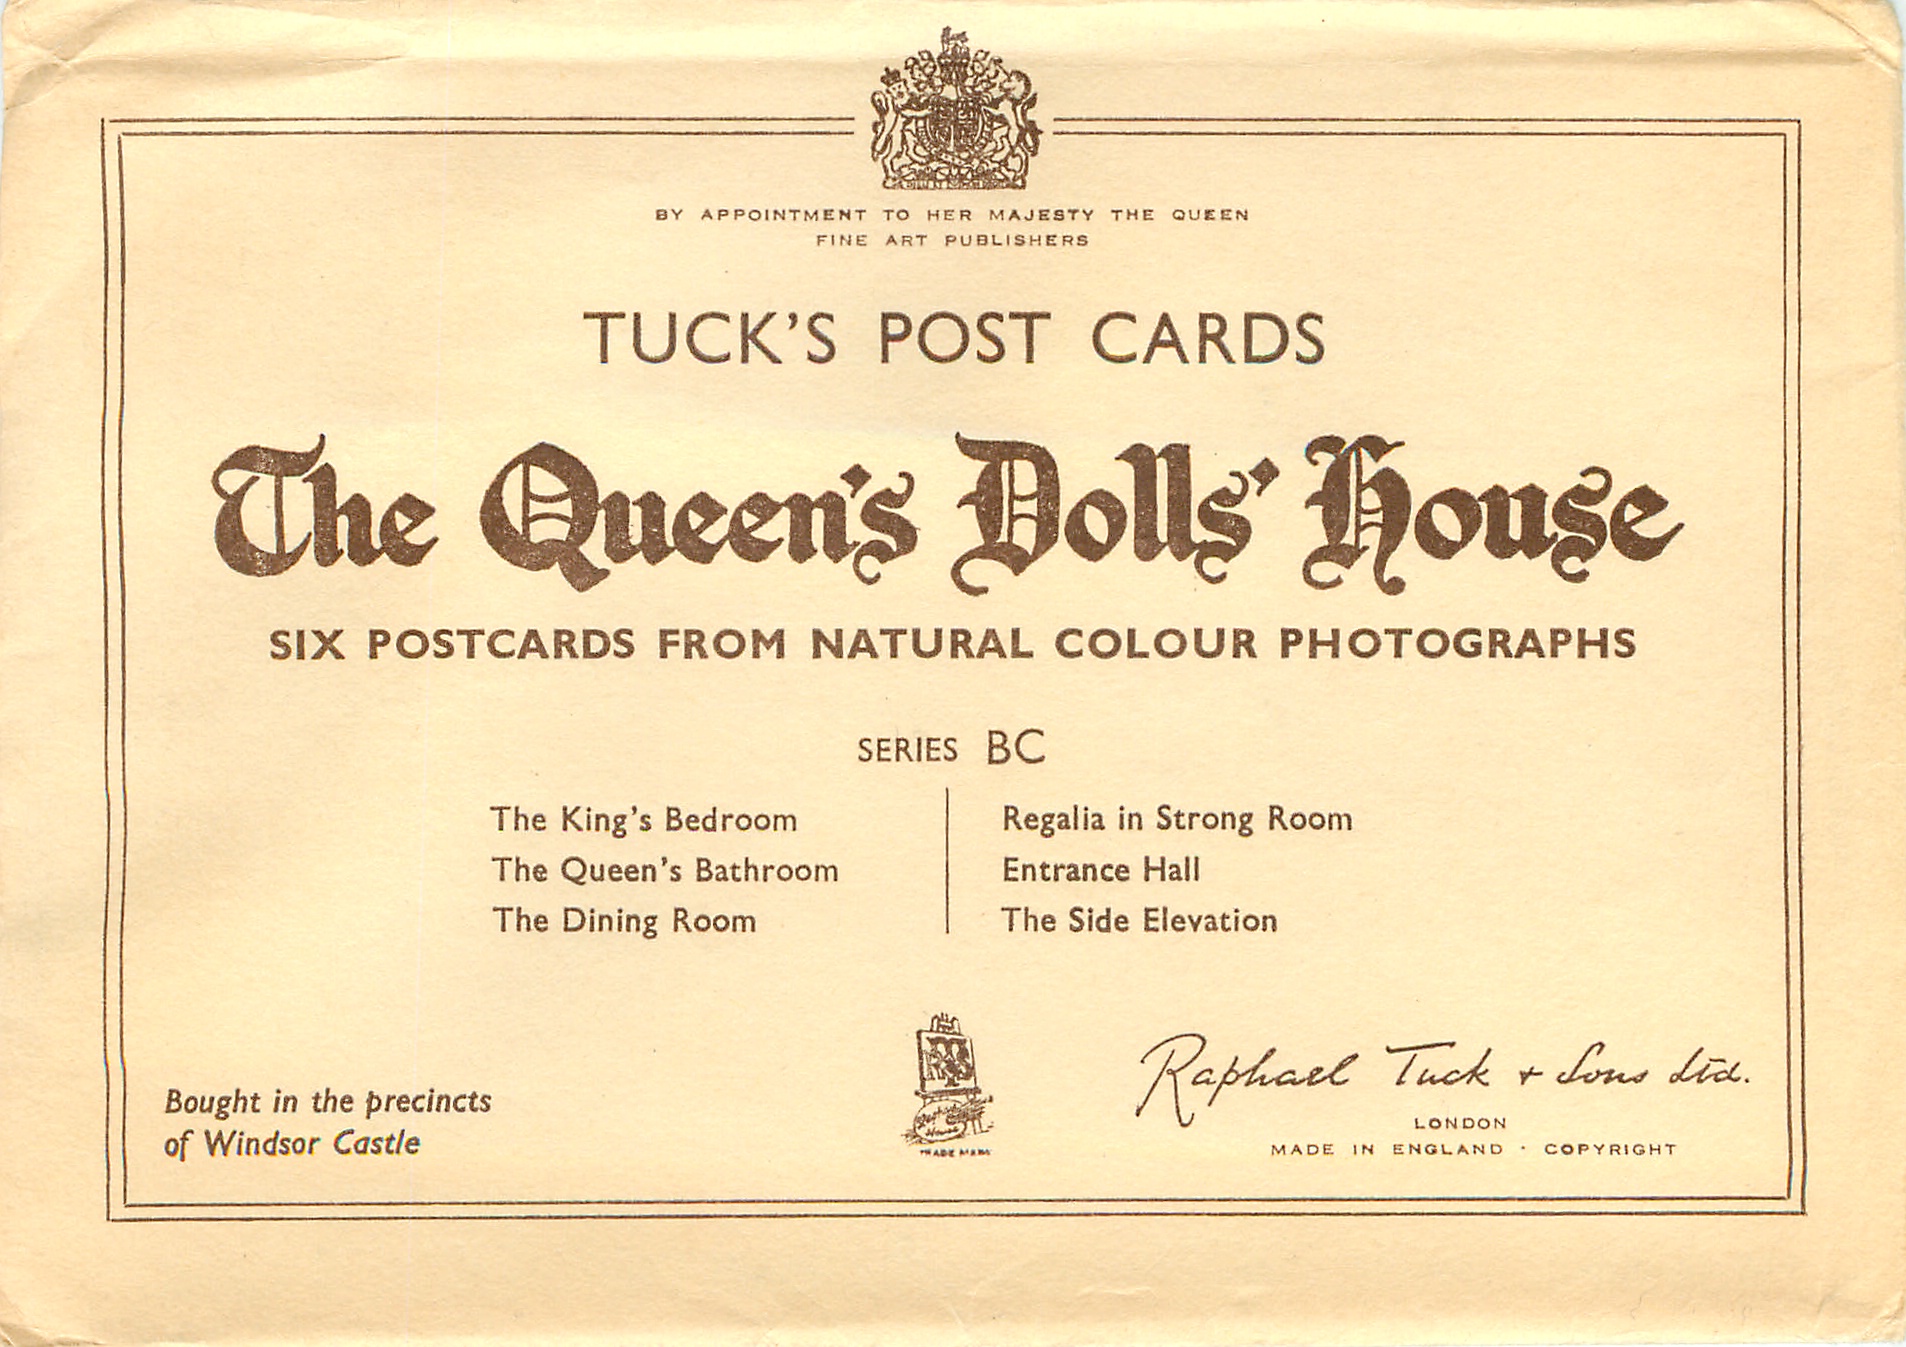 BY APPOINTMENT TO HER MAJESTY THE QUEEN
FINE ART PUBLISHERS
TUCK'S POST CARDS
The Queen's Dolls' House
SIX POSTCARDS FROM NATURAL COLOUR PHOTOGRAPHS
SERIES BC
The King's Bedroom
The Queen's Bathroom
The Dining Room
Regalia in Strong Room
Entrance Hall
The Side Elevation
Bought in the precincts
of Windsor Castle
TRADE MARK
Raphael Tuck + Sons Ltd.
LONDON
MADE IN ENGLAND · COPYRIGHT